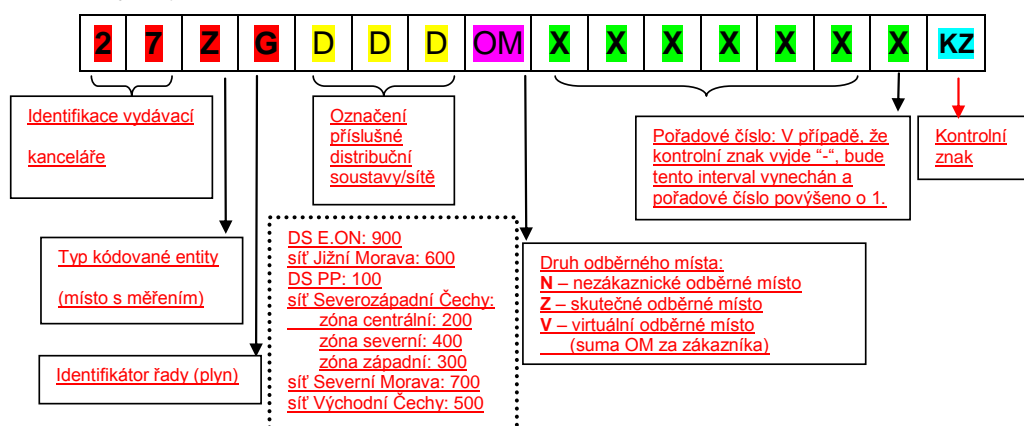 2 7 Z G D D D OM X X X X X X X X KZ
Identifikace vydávací
kanceláře
Označení
příslušné
distribuční
soustavy/sítě
Pořadové číslo: V případě, že
kontrolní znak vyjde “-“, bude
tento interval vynechán a
pořadové číslo povýšeno o 1.
Kontrolní
znak
Typ kódované entity
(místo s měřením)
DS E.ON: 900
síť Jižní Morava: 600
DS PP: 100
síť Severozápadní Čechy:
zóna centrální: 200
zóna severní: 400
zóna západní: 300
síť Severní Morava: 700
síť Východní Čechy: 500
Druh odběrného místa:
N – nezákaznické odběrné místo
Z – skutečné odběrné místo
V – virtuální odběrné místo
(suma OM za zákazníka)
Identifikátor řady (plyn)